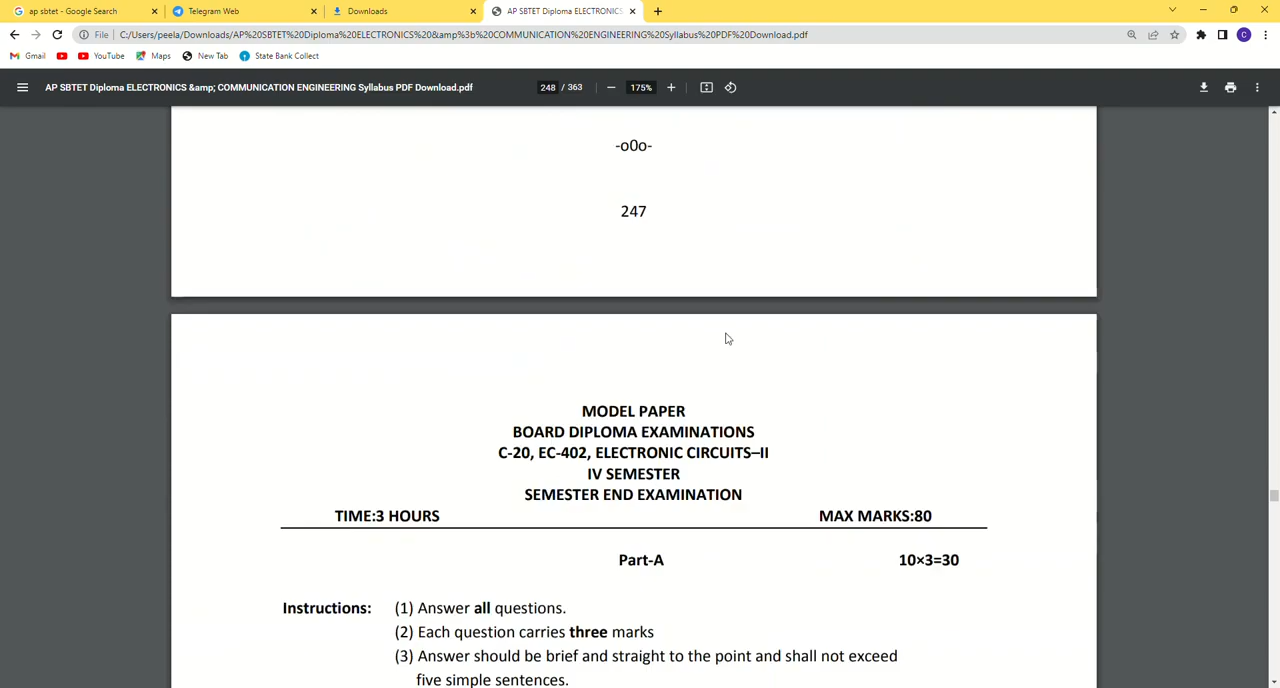 ap sbtet - Google Search
Telegram Web
Downloads
AP SBTET Diploma ELECTRONICS
File
C:/Users/peela/Downloads/AP%20SBTET%20Diploma%20ELECTRONICS%20&amp%3b%20COMMUNICATION%20ENGINEERING%20Syllabus%20PDF%20Download.pdf
C
Gmail
YouTube
Maps
New Tab
State Bank Collect
AP SBTET Diploma ELECTRONICS &amp; COMMUNICATION ENGINEERING Syllabus PDF Download.pdf
248 / 363
175%
-o0o-
247
MODEL PAPER
BOARD DIPLOMA EXAMINATIONS
C-20, EC-402, ELECTRONIC CIRCUITS–II
IV SEMESTER
SEMESTER END EXAMINATION
TIME:3 HOURS MAX MARKS:80
Part-A 10×3=30
Instructions: (1) Answer all questions.
(2) Each question carries three marks
(3) Answer should be brief and straight to the point and shall not exceed
five simple sentences.